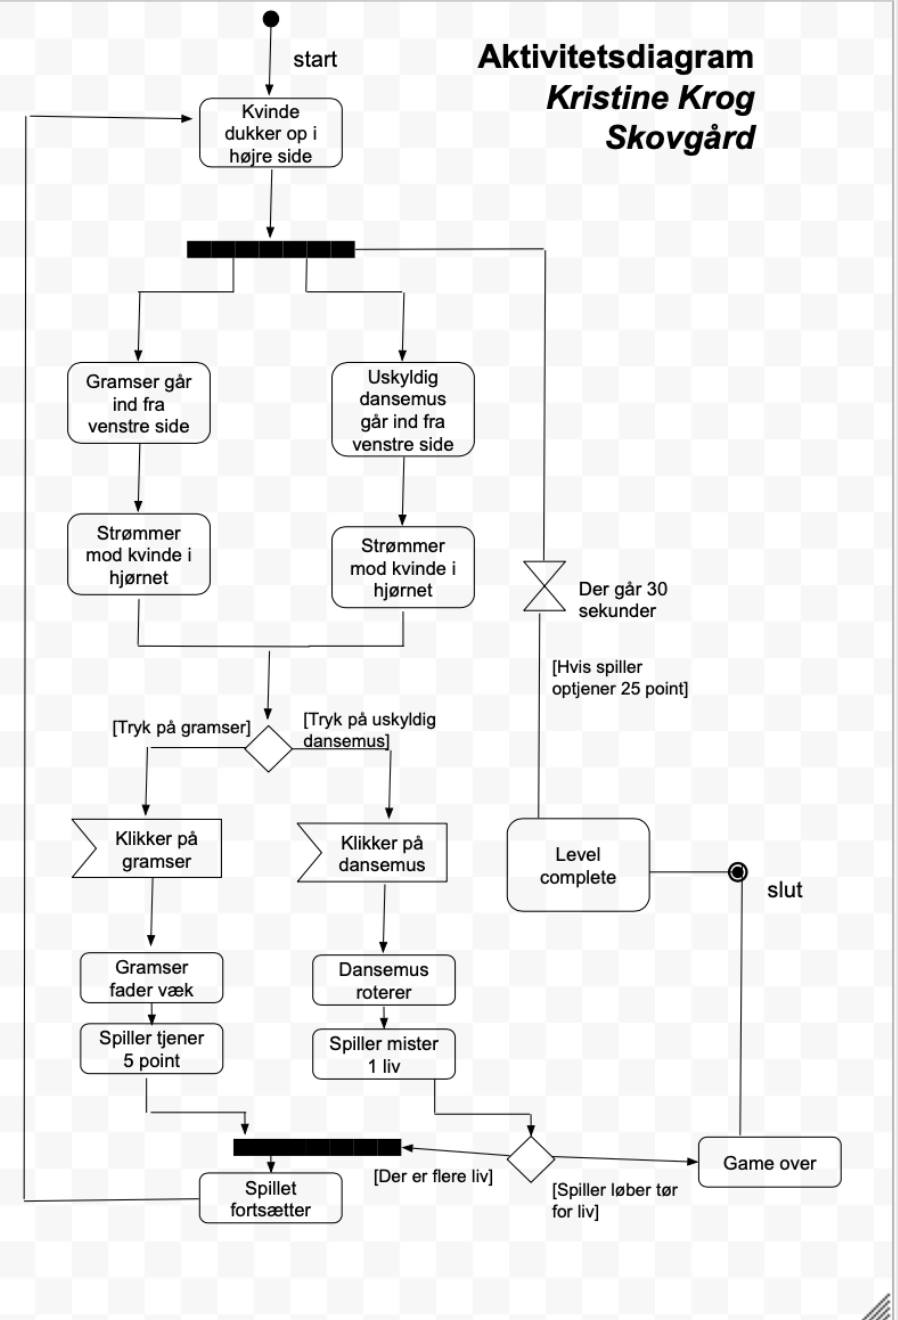 start
Aktivitetsdiagram
Kristine Krog
Skovgård
Kvinde
dukker op i
højre side
Gramser går
ind fra
venstre side
Uskyldig
dansemus
går ind fra
venstre side
Strømmer
mod kvinde i
hjørnet
Strømmer
mod kvinde i
hjørnet
Der går 30
sekunder
[Hvis spiller
optjener 25 point]
[Tryk på gramser]
[Tryk på uskyldig
dansemus]
Klikker på
gramser
Klikker på
dansemus
Level
complete
slut
Gramser
fader væk
Dansemus
roterer
Spiller tjener
5 point
Spiller mister
1 liv
[Der er flere liv]
[Spiller løber tør
for liv]
Game over
Spillet
fortsætter